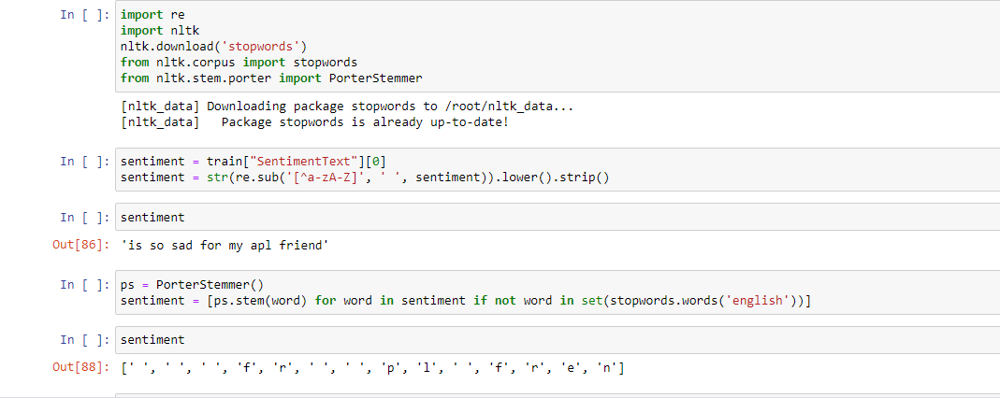 In [ ]: import re
import nltk
nltk.download('stopwords')
from nltk.corpus import stopwords
from nltk.stem.porter import PorterStemmer
[nltk_data] Downloading package stopwords to /root/nltk_data...
[nltk_data]   Package stopwords is already up-to-date!
In [ ]: sentiment = train["SentimentText"][0]
sentiment = str(re.sub('[^a-zA-Z]', ' ', sentiment)).lower().strip()
In [ ]: sentiment
Out[86]: 'is so sad for my apl friend'
In [ ]: ps = PorterStemmer()
sentiment = [ps.stem(word) for word in sentiment if not word in set(stopwords.words('english'))]
In [ ]: sentiment
Out[88]: [' ', ' ', ' ', 'f', 'r', ' ', ' ', 'p', 'l', ' ', 'f', 'r', 'e', 'n']